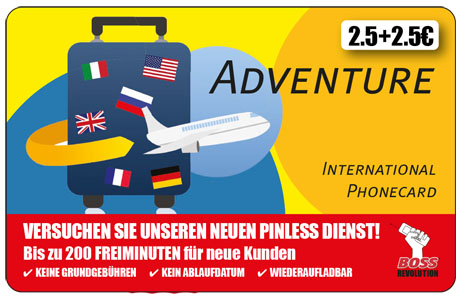 2.5+2.5€
ADVENTURE
INTERNATIONAL
PHONECARD
VERSUCHEN SIE UNSEREN NEUEN PINLESS DIENST!
Bis zu 200 FREIMINUTEN für neue Kunden
✓ KEINE GRUNDGEBÜHREN ✓ KEIN ABLAUFDATUM ✓ WIEDERAUFLADBAR
BOSS
REVOLUTION